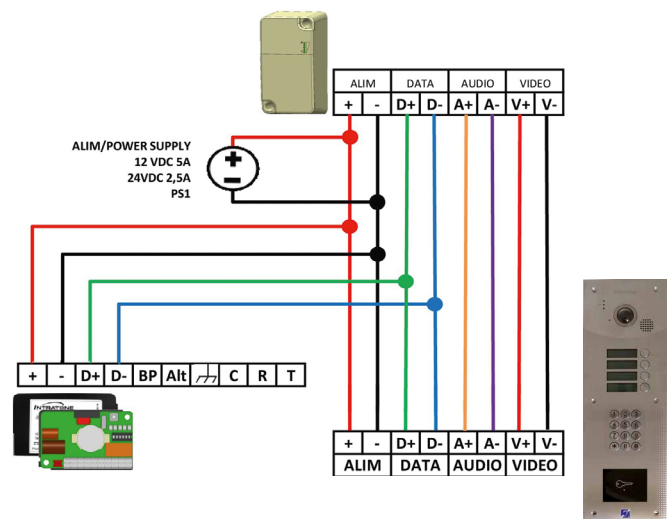 ALIM DATA AUDIO VIDEO
+ - D+ D- A+ A- V+ V-
ALIM/POWER SUPPLY
12 VDC 5A
24VDC 2,5A
PS1
+
−
+ - D+ D- BP Alt C R T
INTRATONE
+ - D+ D- A+ A- V+ V-
ALIM DATA AUDIO VIDEO